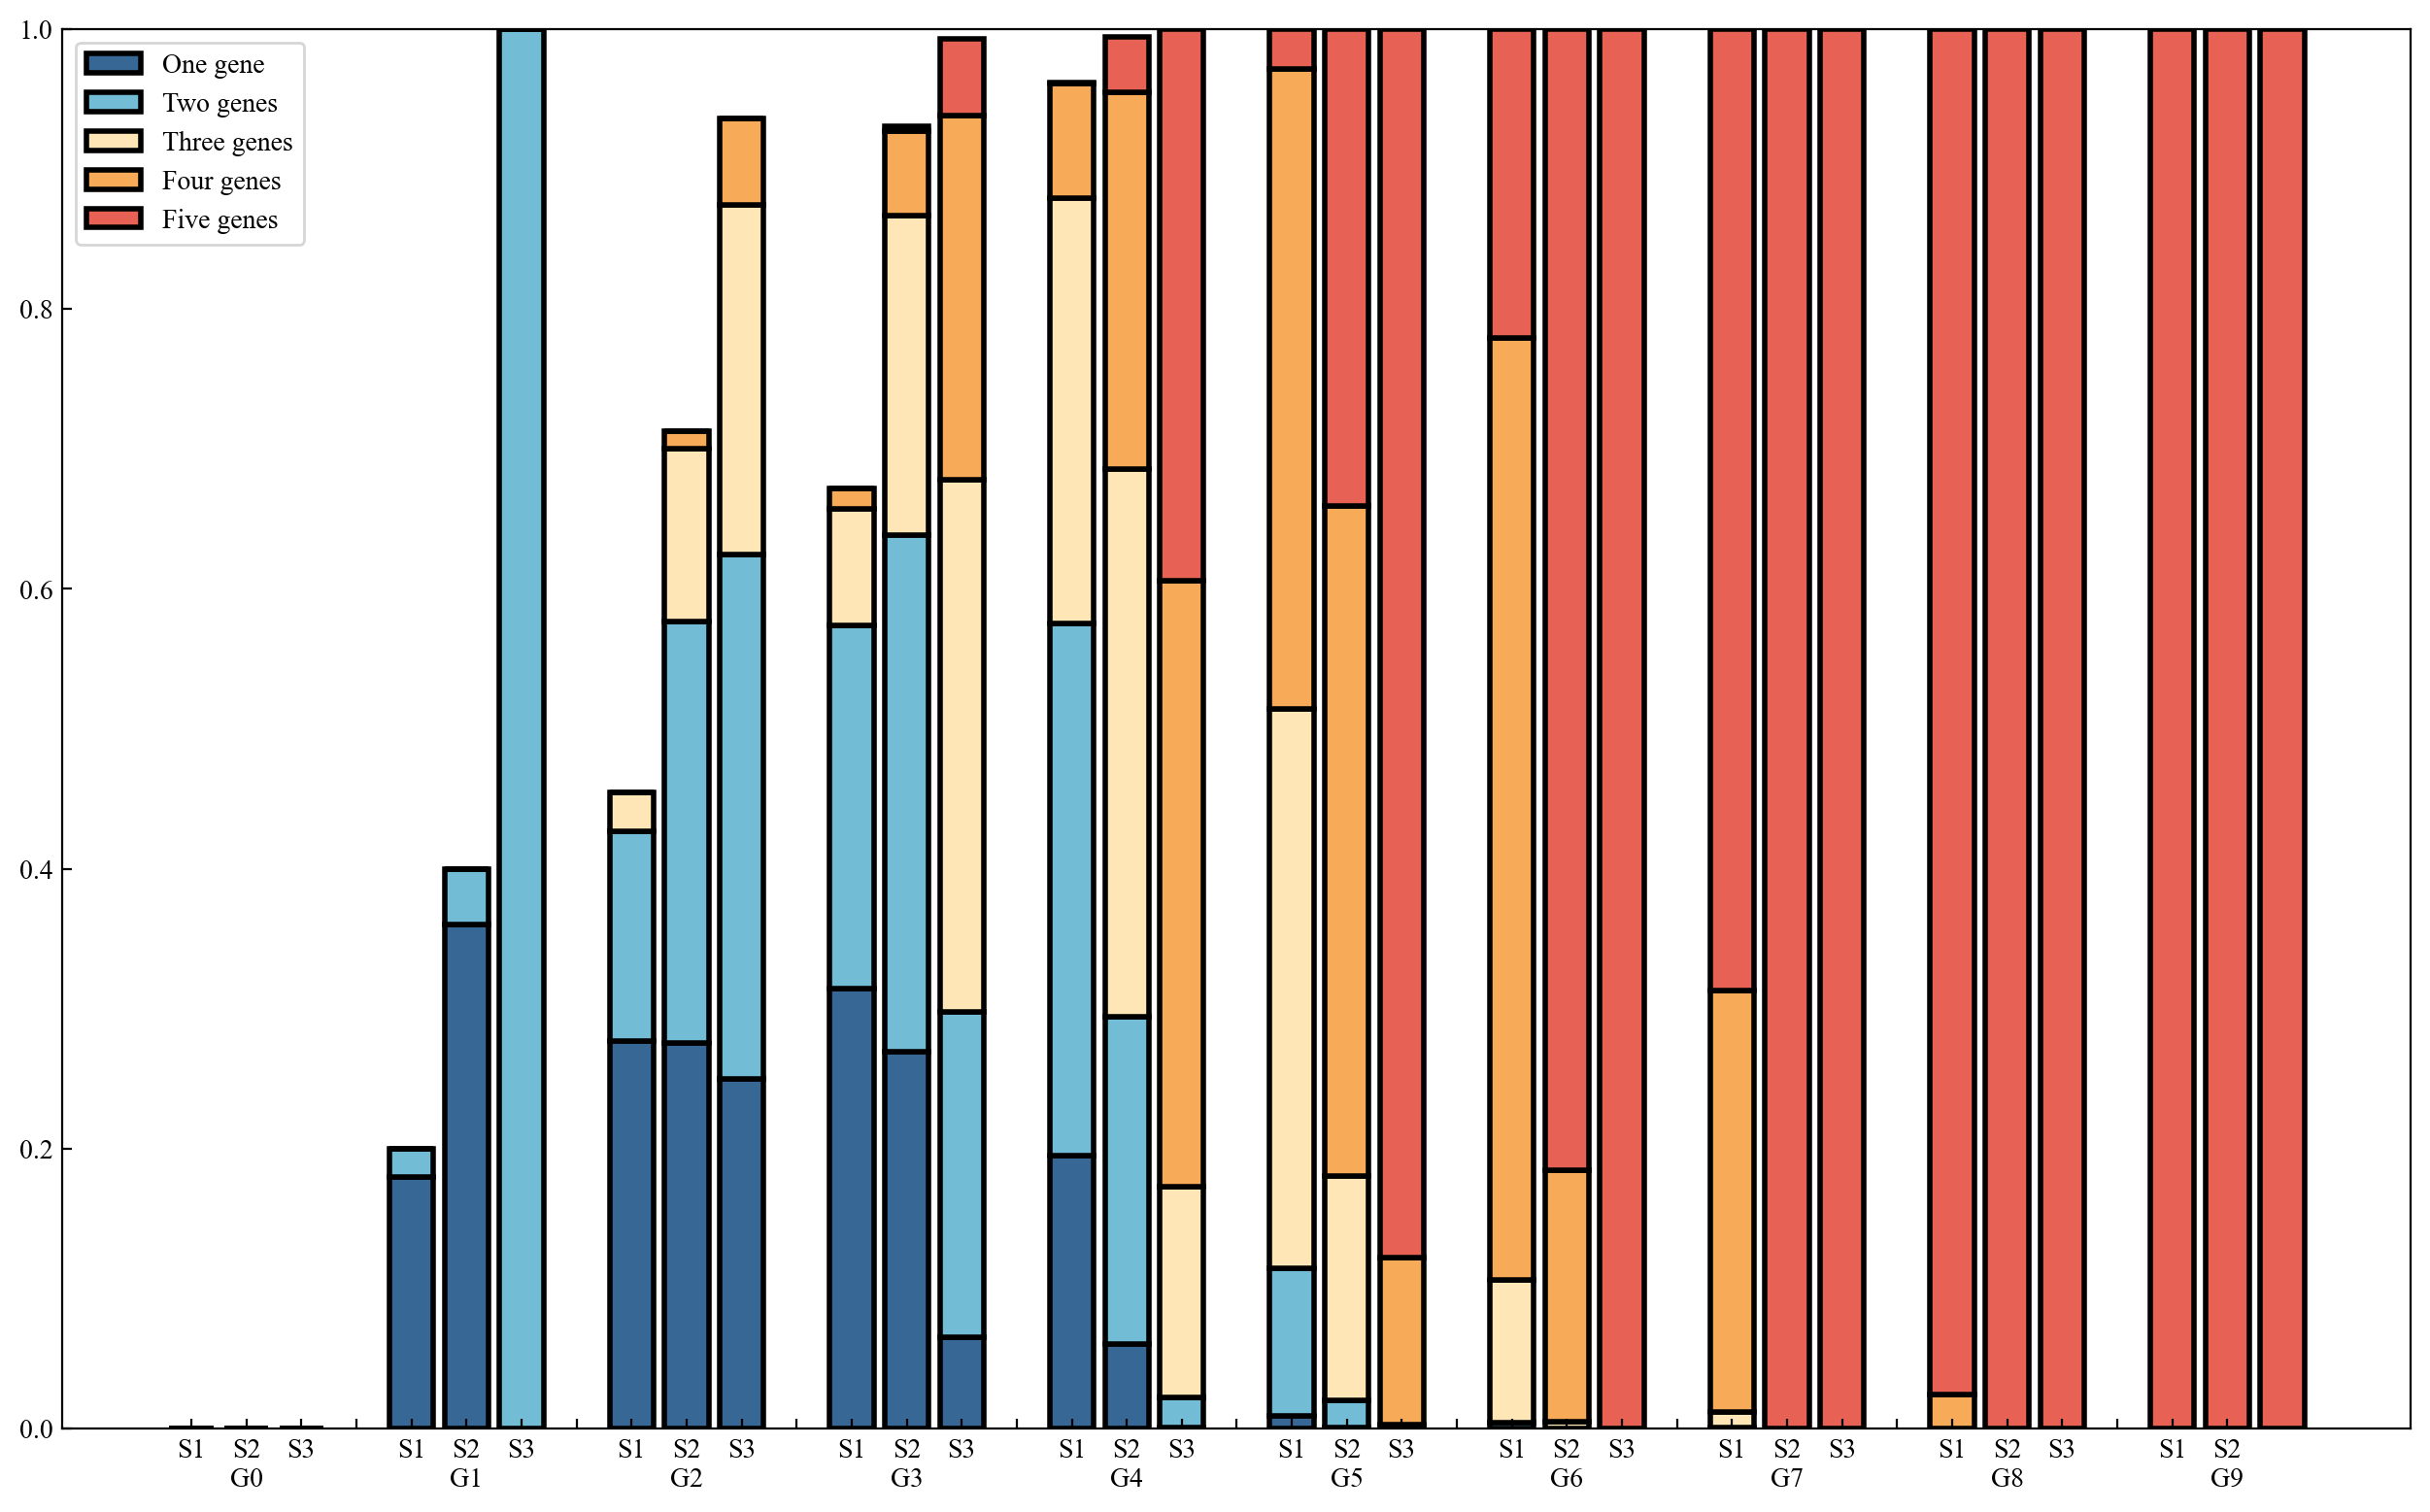 1.0
0.8
0.6
0.4
0.2
0.0
One gene
Two genes
Three genes
Four genes
Five genes
S1 S2 S3 S1 S2 S3 S1 S2 S3 S1 S2 S3 S1 S2 S3 S1 S2 S3 S1 S2 S3 S1 S2 S3 S1 S2 S3 S1 S2
G0 G1 G2 G3 G4 G5 G6 G7 G8 G9